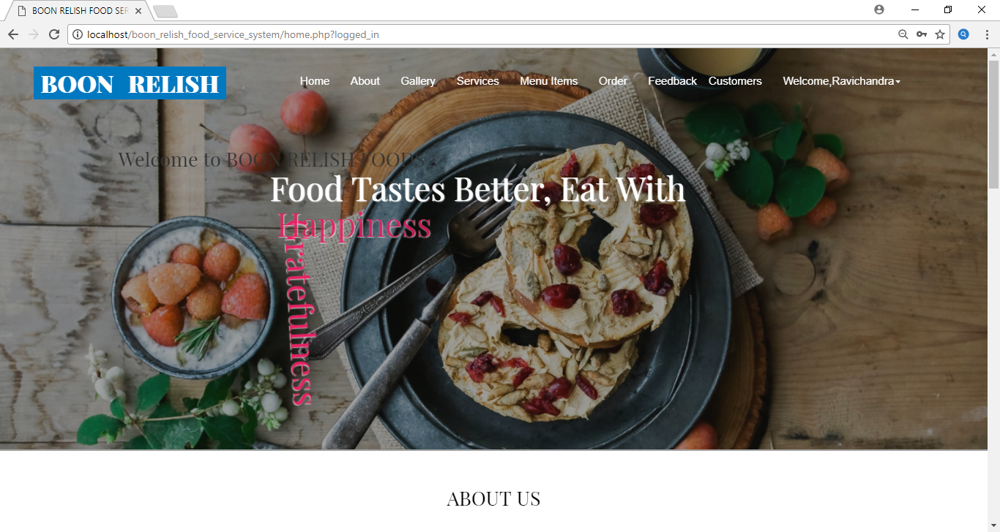 BOON RELISH FOOD SER
localhost/boon_relish_food_service_system/home.php?logged_in
BOON RELISH
Home About Gallery Services Menu Items Order Feedback Customers Welcome,Ravichandra
Welcome to BOON RELISH FOODS
Food Tastes Better, Eat With
Happiness
Gratefulness
ABOUT US